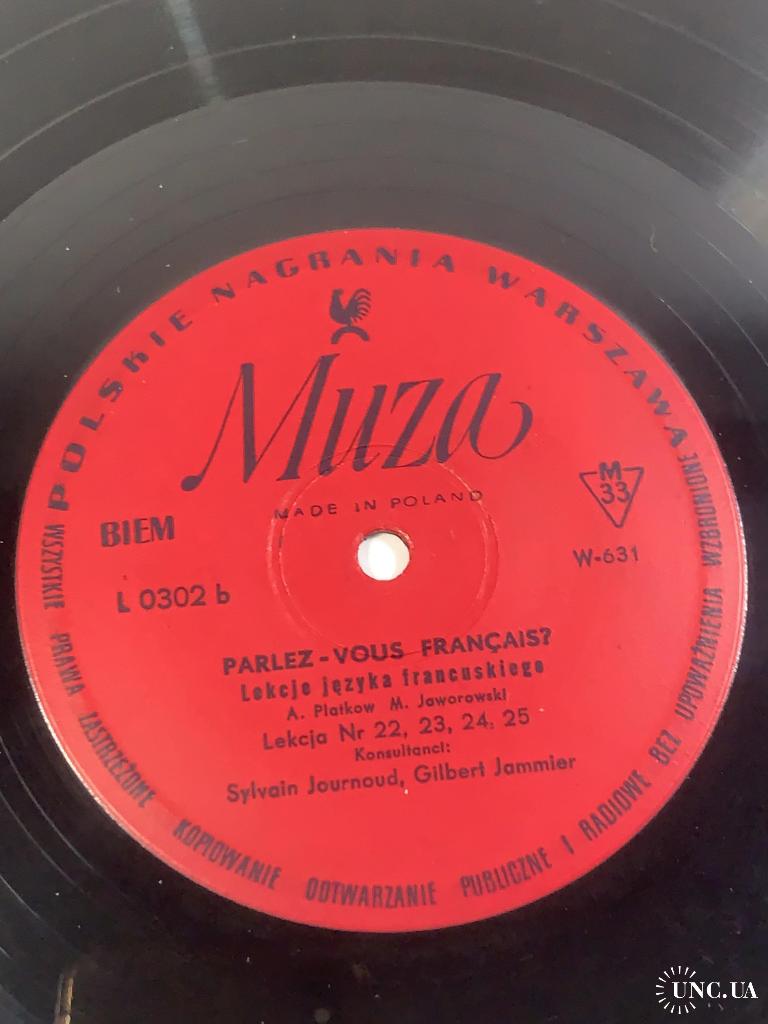 POLSKIE NAGRANIA WARSZAWA
Muza
MADE IN POLAND
BIEM
M
33
W-631
L 0302 b
PARLEZ-VOUS FRANÇAIS?
Lekcje języka francuskiego
A. Platkow M. Jaworowski
Lekcja Nr 22, 23, 24, 25
Konsultanci:
Sylvain Journoud, Gilbert Jammier
WSZYSTKIE PRAWA ZASTRZEŻONE KOPIOWANIE ODTWARZANIE PUBLICZNE I RADIOWE BEZ UPOWAŻNIENIA WZBRONIONE
UNC.UA